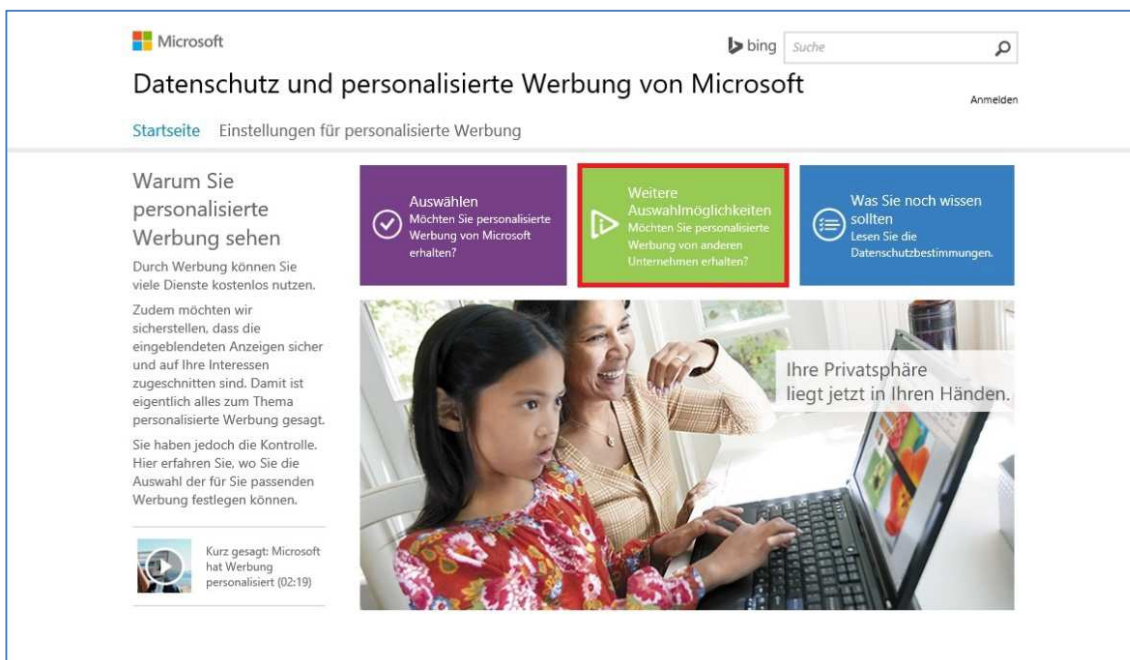 Microsoft
bing
Suche
Datenschutz und personalisierte Werbung von Microsoft
Anmelden
Startseite
Einstellungen für personalisierte Werbung
Warum Sie
personalisierte
Werbung sehen
Durch Werbung können Sie
viele Dienste kostenlos nutzen.
Zudem möchten wir
sicherstellen, dass die
eingeblendeten Anzeigen sicher
und auf Ihre Interessen
zugeschnitten sind. Damit ist
eigentlich alles zum Thema
personalisierte Werbung gesagt.
Sie haben jedoch die Kontrolle.
Hier erfahren Sie, wo Sie die
Auswahl der für Sie passenden
Werbung festlegen können.
Kurz gesagt: Microsoft
hat Werbung
personalisiert (02:19)
Auswählen
Möchten Sie personalisierte
Werbung von Microsoft
erhalten?
Weitere
Auswahlmöglichkeiten
Möchten Sie personalisierte
Werbung von anderen
Unternehmen erhalten?
Was Sie noch wissen
sollten
Lesen Sie die
Datenschutzbestimmungen.
Ihre Privatsphäre
liegt jetzt in Ihren Händen.